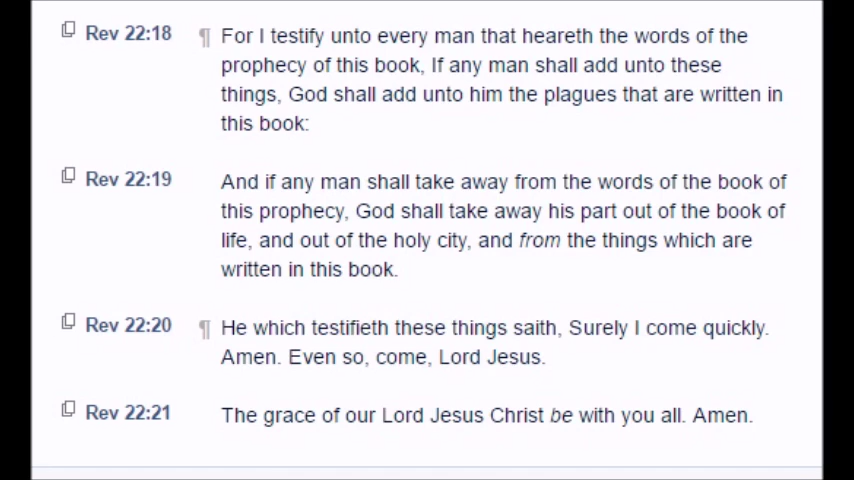 Rev 22:18 ¶ For I testify unto every man that heareth the words of the
prophecy of this book, If any man shall add unto these
things, God shall add unto him the plagues that are written in
this book:
Rev 22:19 And if any man shall take away from the words of the book of
this prophecy, God shall take away his part out of the book of
life, and out of the holy city, and from the things which are
written in this book.
Rev 22:20 ¶ He which testifieth these things saith, Surely I come quickly.
Amen. Even so, come, Lord Jesus.
Rev 22:21 The grace of our Lord Jesus Christ be with you all. Amen.